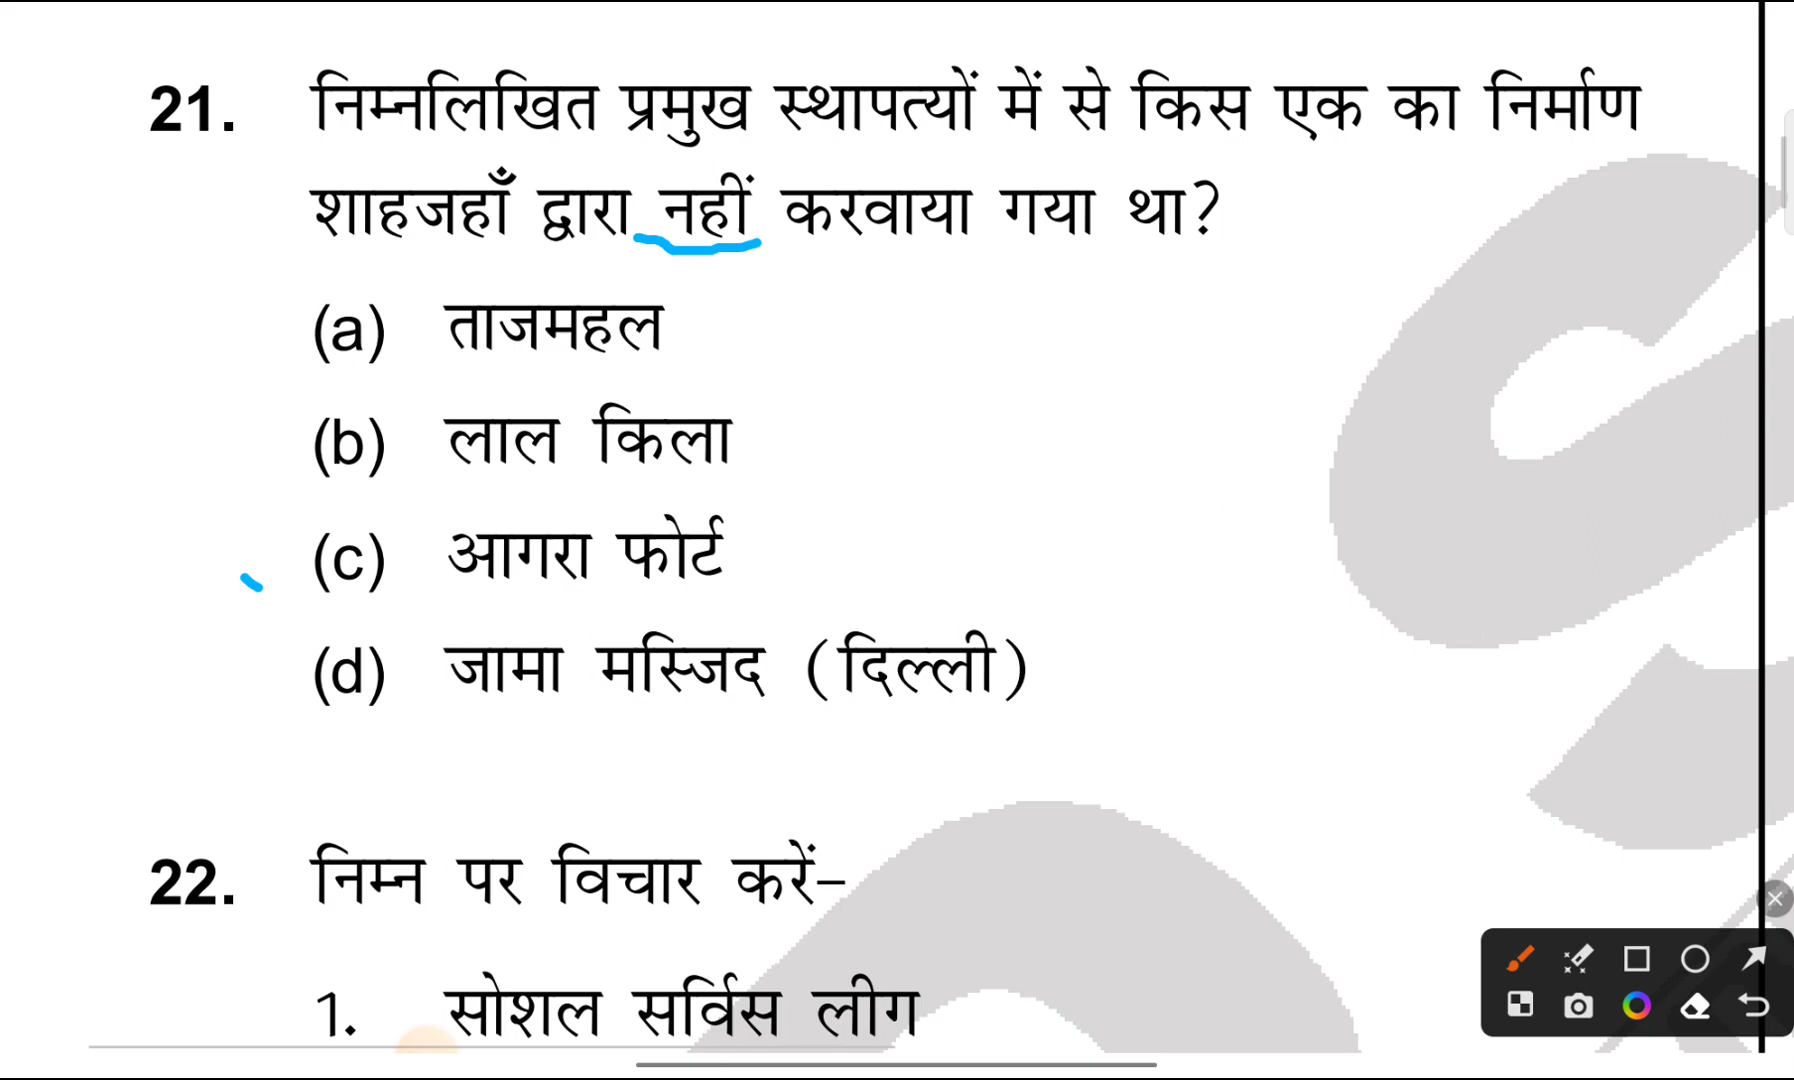 21. निम्नलिखित प्रमुख स्थापत्यों में से किस एक का निर्माण
शाहजहाँ द्वारा नहीं करवाया गया था?
(a) ताजमहल
(b) लाल किला
(c) आगरा फोर्ट
(d) जामा मस्जिद (दिल्ली)
22. निम्न पर विचार करें–
1. सोशल सर्विस लीग